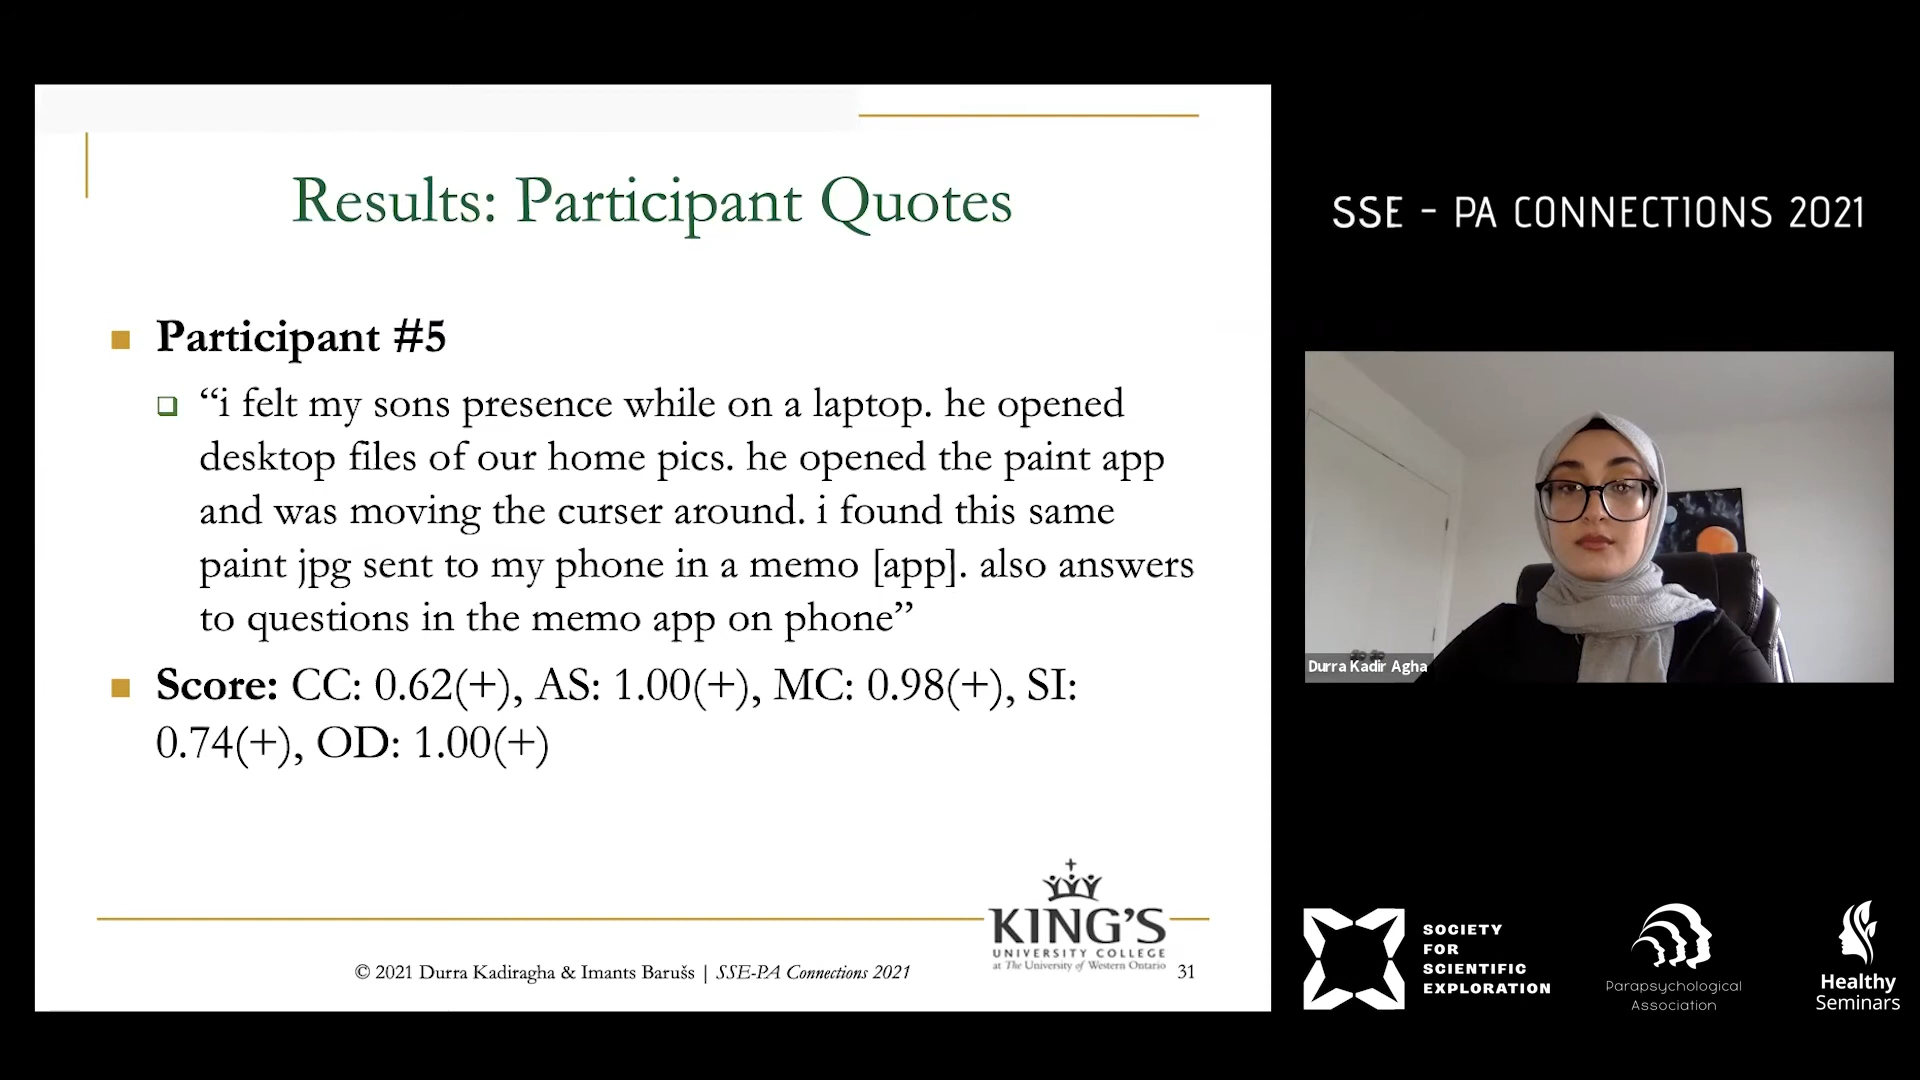 Results: Participant Quotes
Participant #5
“i felt my sons presence while on a laptop. he opened
desktop files of our home pics. he opened the paint app
and was moving the curser around. i found this same
paint jpg sent to my phone in a memo [app]. also answers
to questions in the memo app on phone”
Score: CC: 0.62(+), AS: 1.00(+), MC: 0.98(+), SI:
0.74(+), OD: 1.00(+)
KING'S
UNIVERSITY COLLEGE
at The University of Western Ontario
© 2021 Durra Kadiragha & Imants Barušs | SSE-PA Connections 2021
31
SSE - PA CONNECTIONS 2021
Durra Kadir Agha
SOCIETY
FOR
SCIENTIFIC
EXPLORATION
Parapsychological
Association
Healthy
Seminars